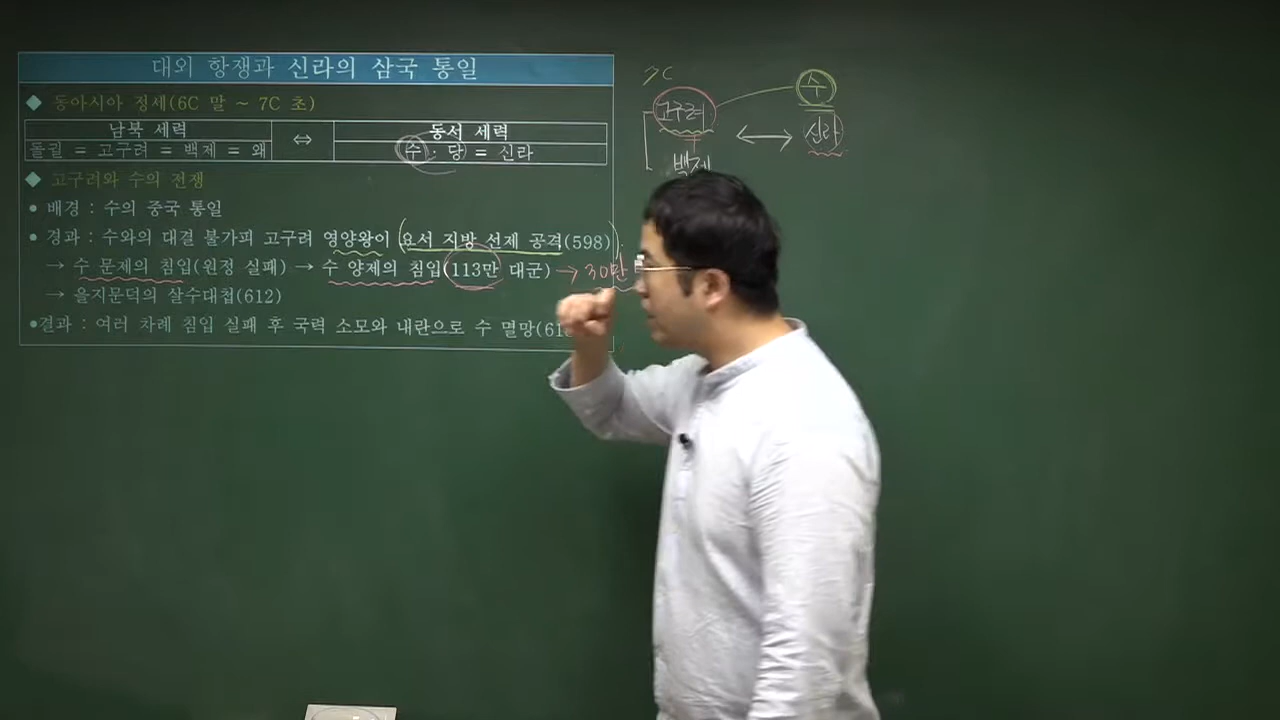 대외 항쟁과 신라의 삼국 통일
◆ 동아시아 정세(6C 말 ~ 7C 초)
남북 세력 ⇔ 동서 세력
돌궐 = 고구려 = 백제 = 왜 수·당 = 신라
◆ 고구려와 수의 전쟁
• 배경 : 수의 중국 통일
• 경과 : 수와의 대결 불가피 고구려 영양왕이 요서 지방 선제 공격(598)
→ 수 문제의 침입(원정 실패) → 수 양제의 침입(113만 대군) → 30만
→ 을지문덕의 살수대첩(612)
•결과 : 여러 차례 침입 실패 후 국력 소모와 내란으로 수 멸망(61
7C
고구려 수
↔ 신라
백제